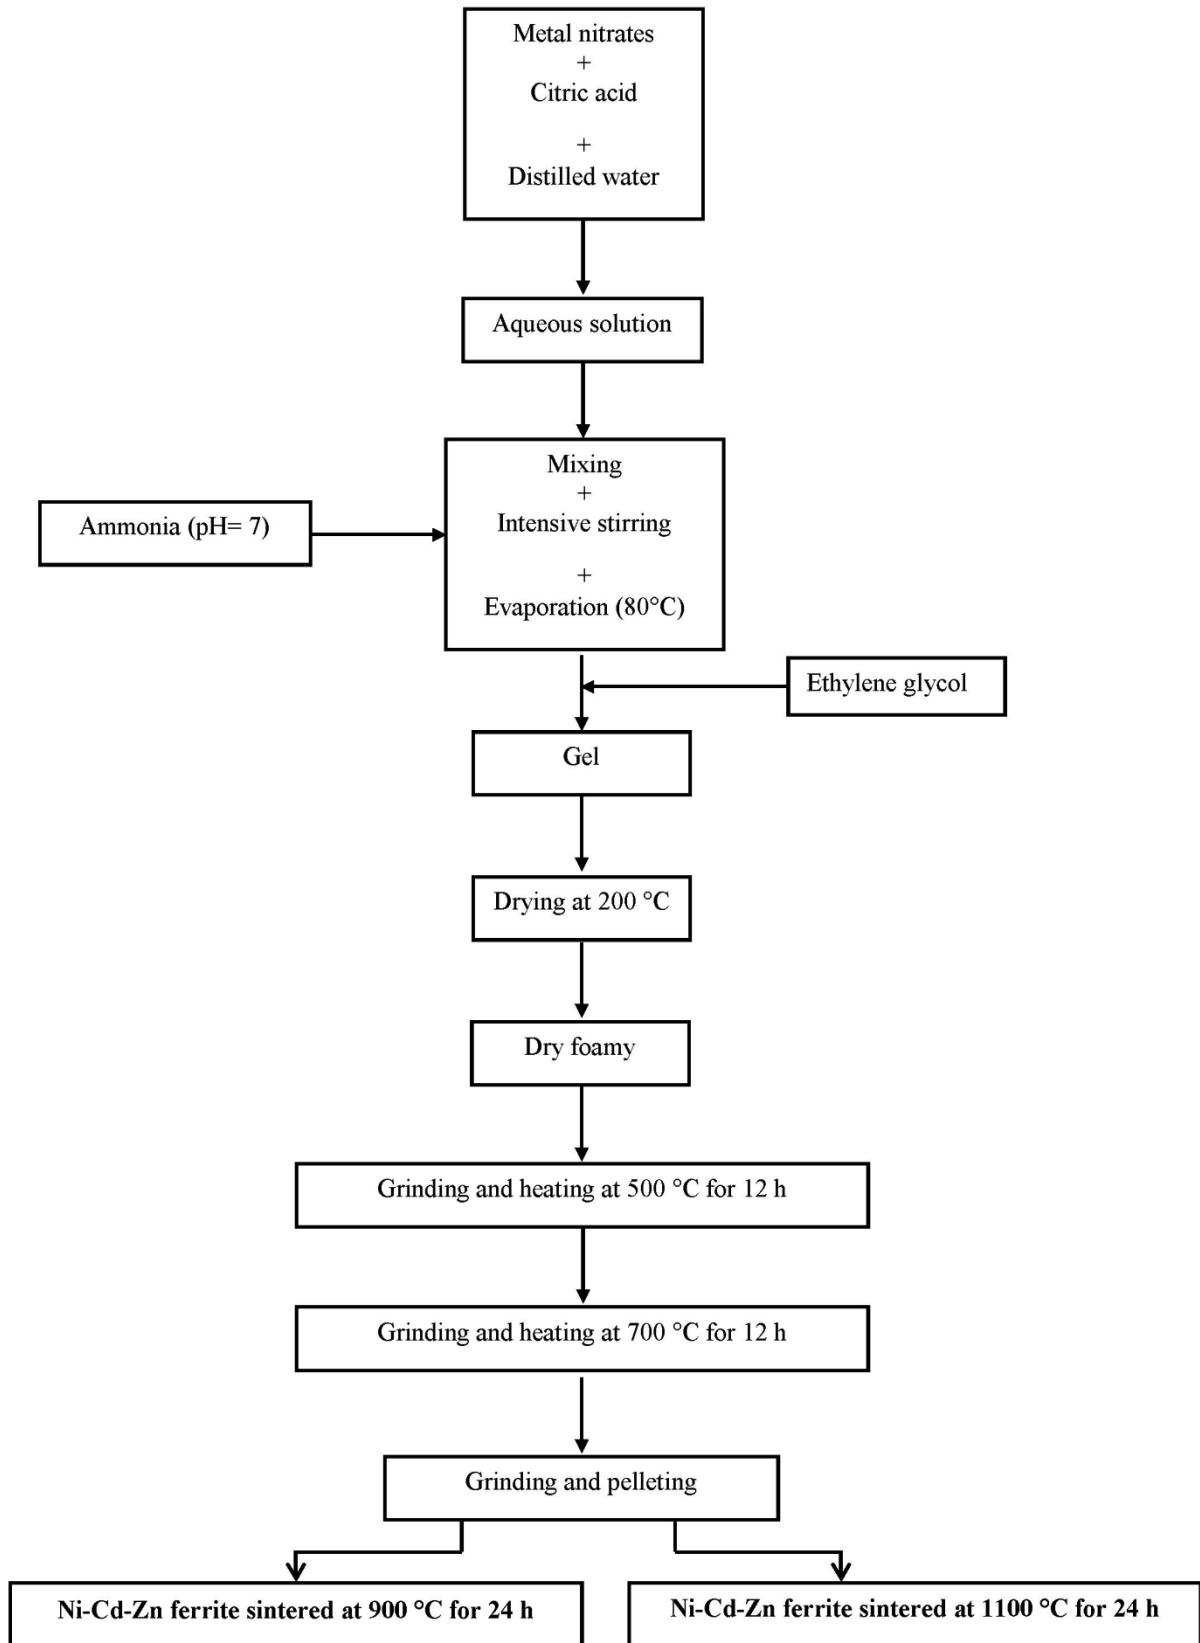 Metal nitrates
+
Citric acid
+
Distilled water
Aqueous solution
Mixing
+
Intensive stirring
+
Evaporation (80°C)
Ammonia (pH= 7)
Ethylene glycol
Gel
Drying at 200 °C
Dry foamy
Grinding and heating at 500 °C for 12 h
Grinding and heating at 700 °C for 12 h
Grinding and pelleting
Ni-Cd-Zn ferrite sintered at 900 °C for 24 h
Ni-Cd-Zn ferrite sintered at 1100 °C for 24 h